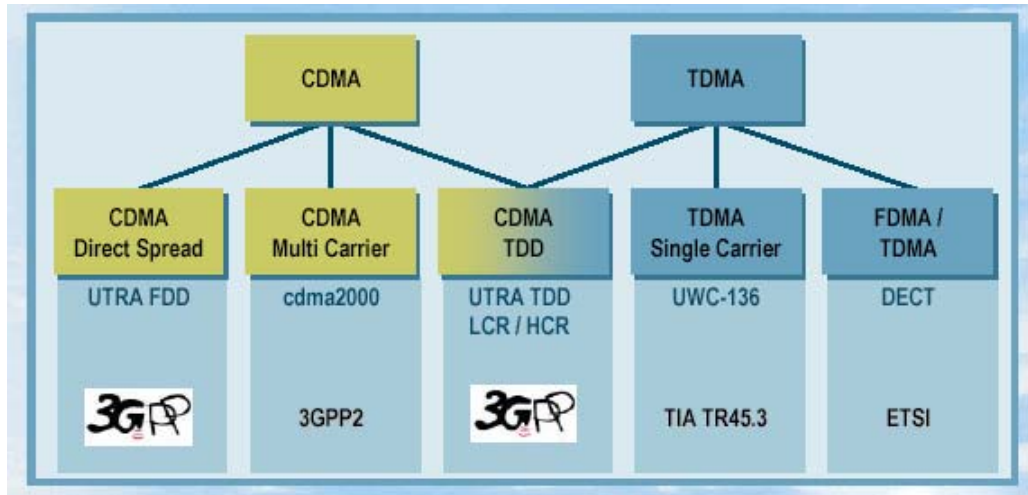 CDMA
TDMA
CDMA
Direct Spread
CDMA
Multi Carrier
CDMA
TDD
TDMA
Single Carrier
FDMA /
TDMA
UTRA FDD
cdma2000
UTRA TDD
LCR / HCR
UWC-136
DECT
3GPP
3GPP2
3GPP
TIA TR45.3
ETSI